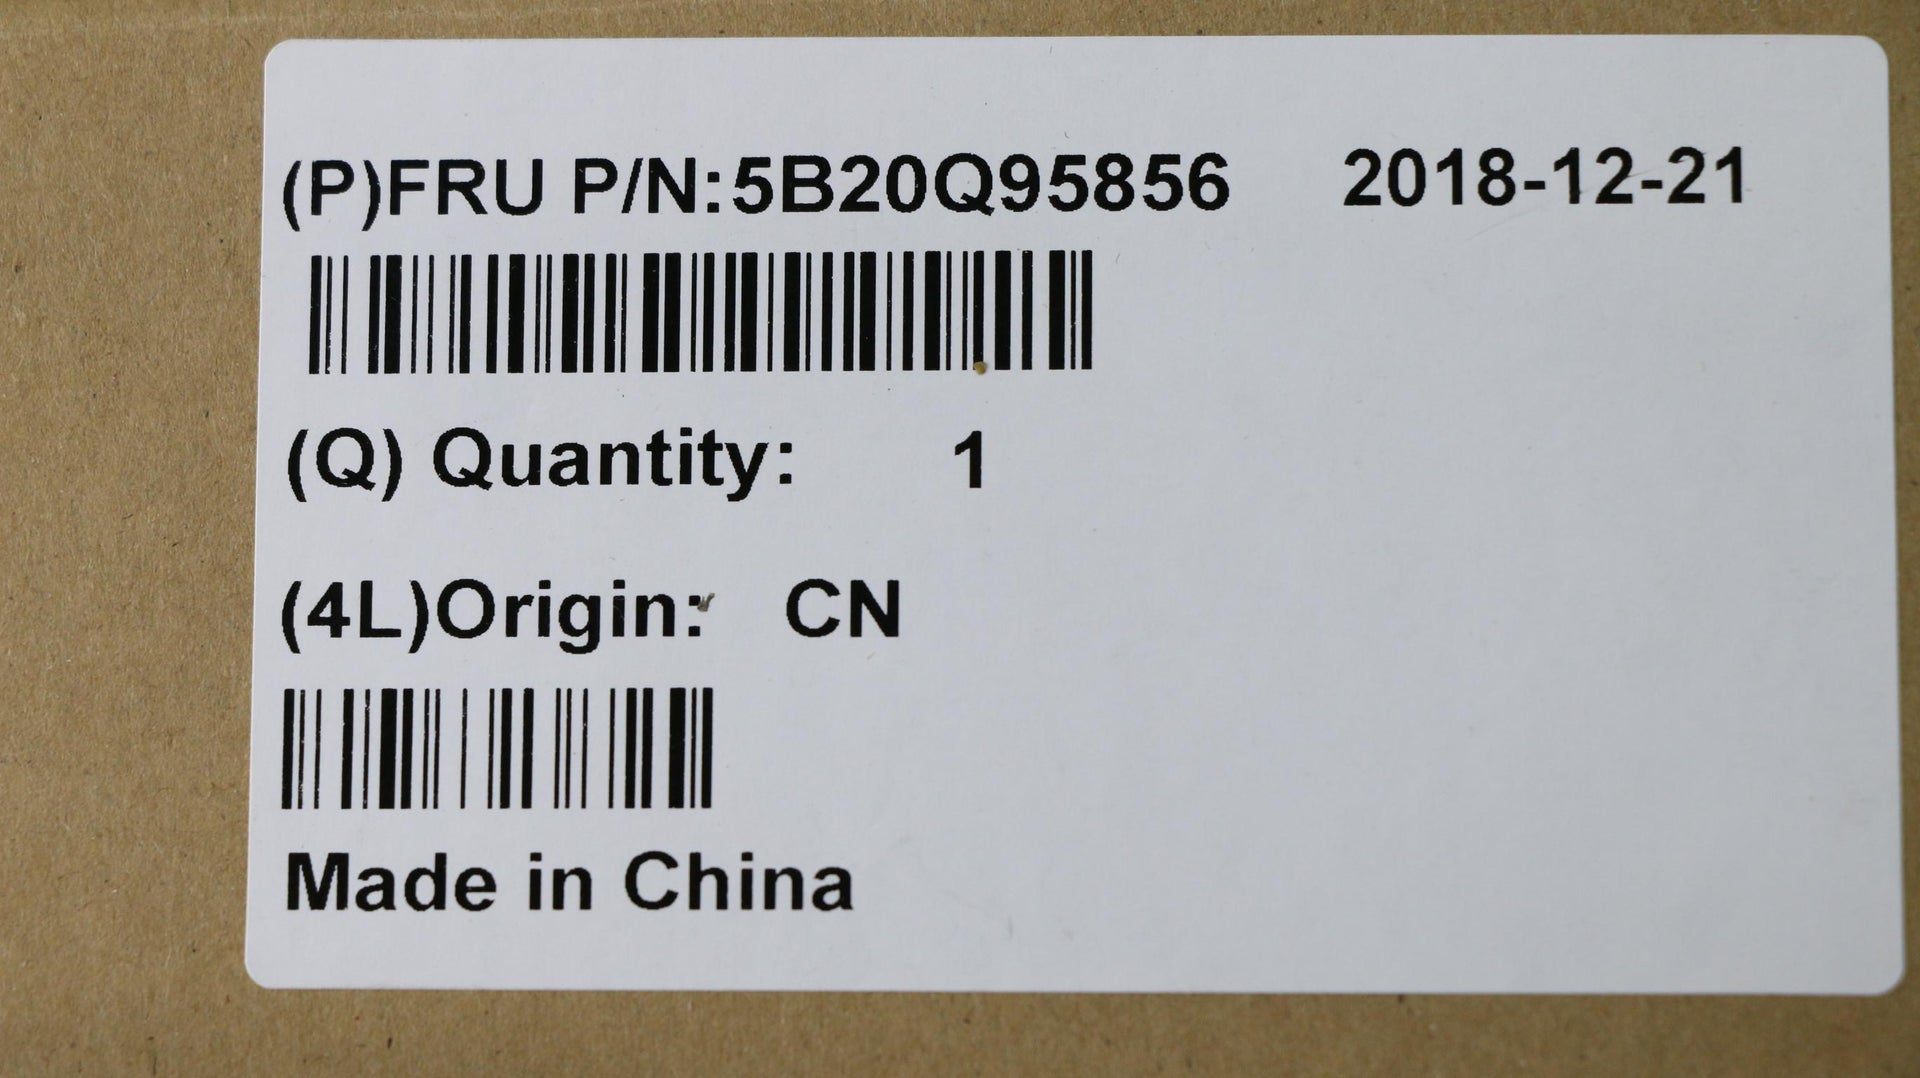 (P)FRU P/N:5B20Q95856 2018-12-21
(Q) Quantity: 1
(4L)Origin: CN
Made in China